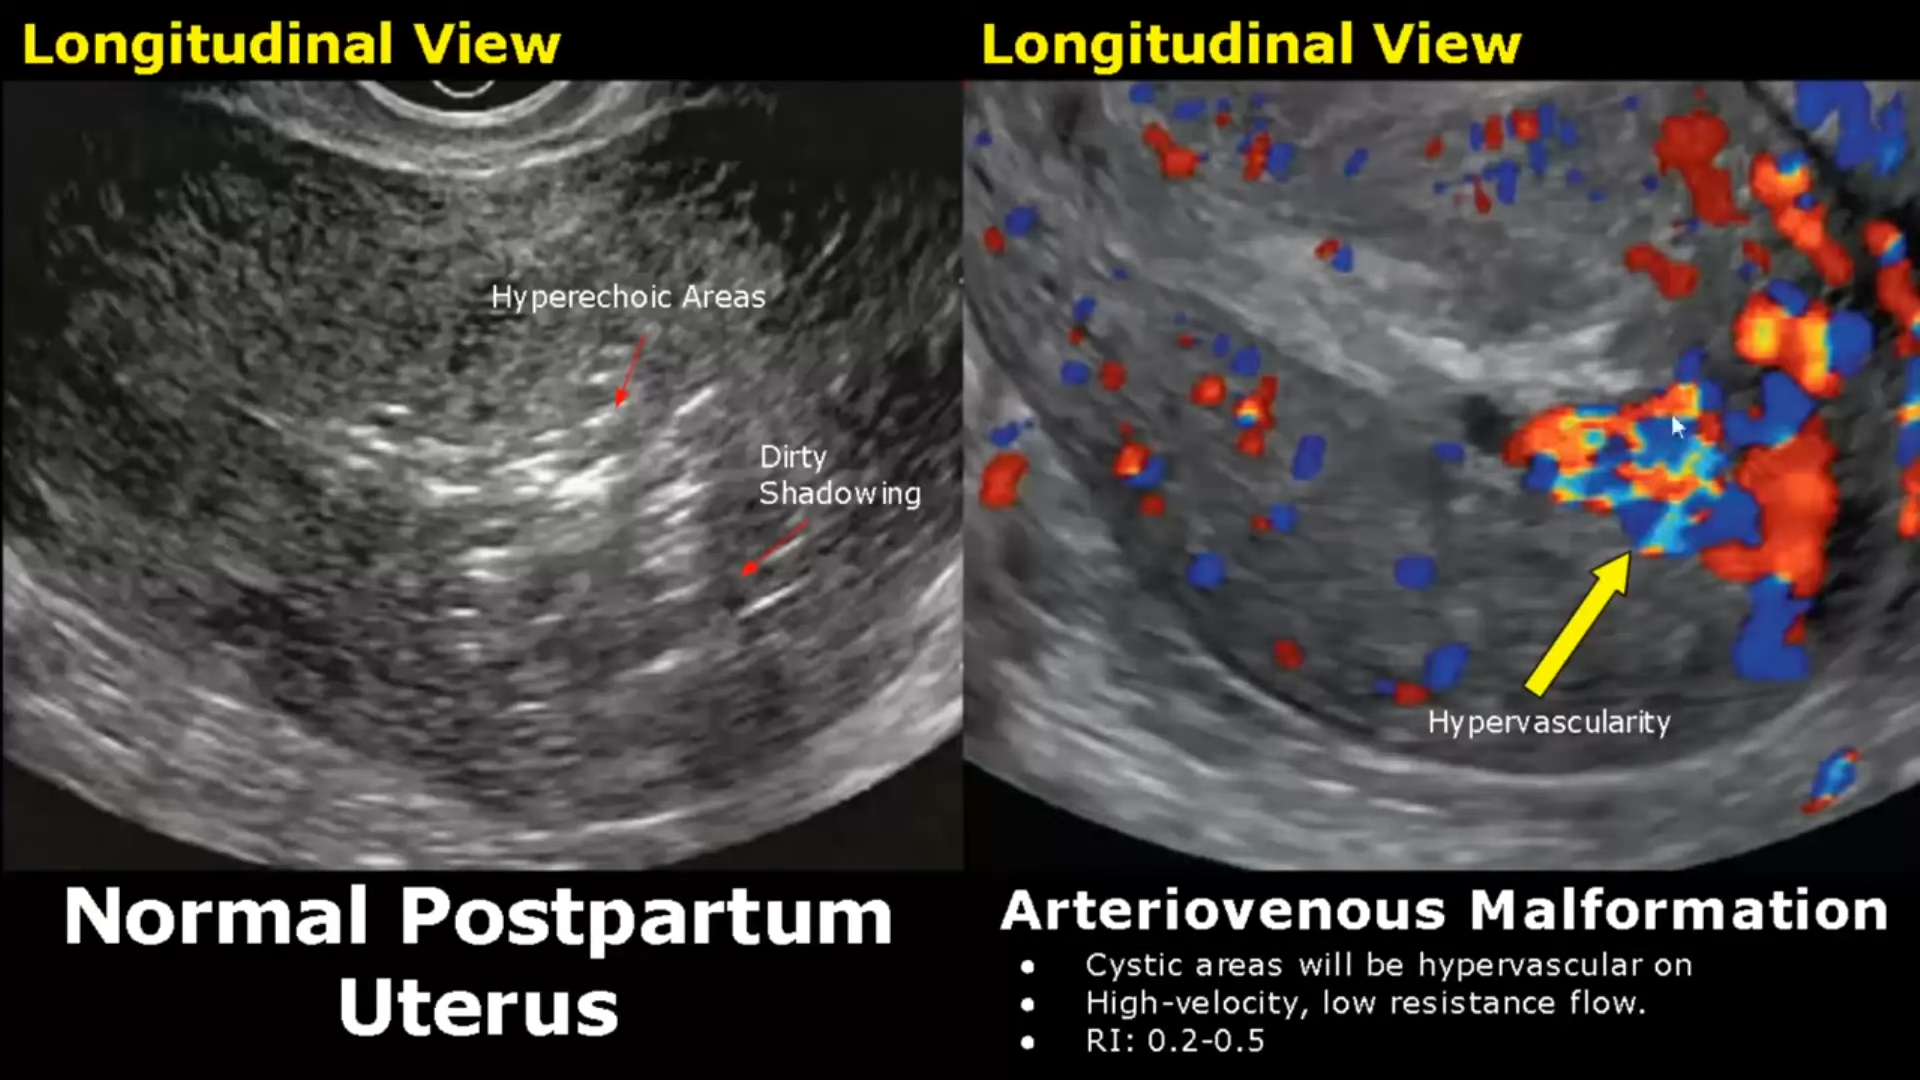 Longitudinal View
Hyperechoic Areas
Dirty
Shadowing
Normal Postpartum
Uterus
Longitudinal View
Hypervascularity
Arteriovenous Malformation
• Cystic areas will be hypervascular on
• High-velocity, low resistance flow.
• RI: 0.2-0.5